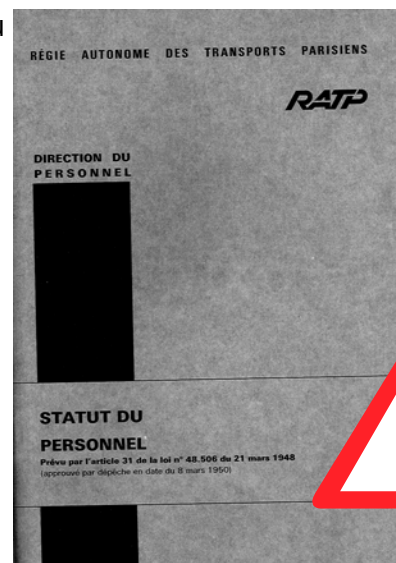 RÉGIE AUTONOME DES TRANSPORTS PARISIENS
RATP
DIRECTION DU
PERSONNEL
STATUT DU
PERSONNEL
Prévu par l'article 31 de la loi n° 48.506 du 21 mars 1948
(approuvé par dépêche en date du 8 mars 1950)